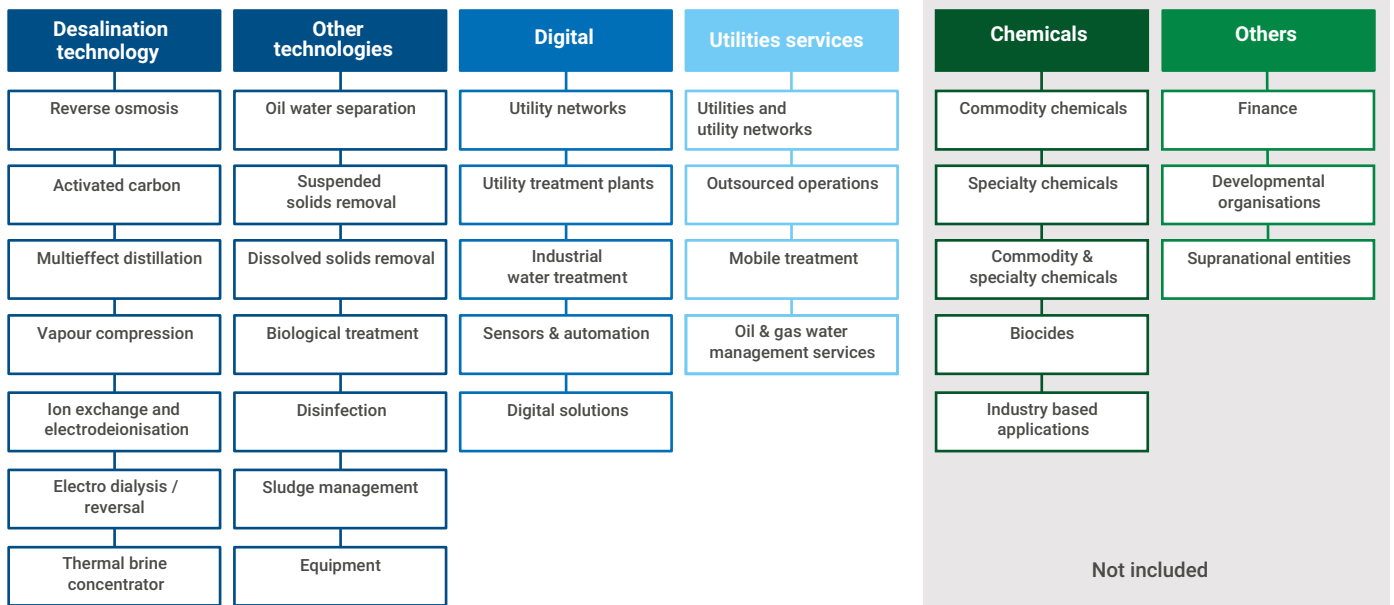 Desalination
technology
Reverse osmosis
Activated carbon
Multieffect distillation
Vapour compression
Ion exchange and
electrodeionisation
Electro dialysis /
reversal
Thermal brine
concentrator
Other
technologies
Oil water separation
Suspended
solids removal
Dissolved solids removal
Biological treatment
Disinfection
Sludge management
Equipment
Digital
Utility networks
Utility treatment plants
Industrial
water treatment
Sensors & automation
Digital solutions
Utilities services
Utilities and
utility networks
Outsourced operations
Mobile treatment
Oil & gas water
management services
Chemicals
Commodity chemicals
Specialty chemicals
Commodity &
specialty chemicals
Biocides
Industry based
applications
Others
Finance
Developmental
organisations
Supranational entities
Not included